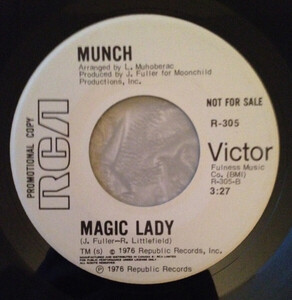 MUNCH
Arranged by L. Muhoberac
Produced by J. Fuller for Moonchild
Productions, Inc.
PROMOTIONAL COPY
RCA
NOT FOR SALE
R-305
Victor
Fulness Music
Co. (BMI)
R-305-B
3:27
MAGIC LADY
(J. Fuller—R. Littlefield)
TM (s) © 1976 Republic Records, Inc.
℗ 1976 Republic Records